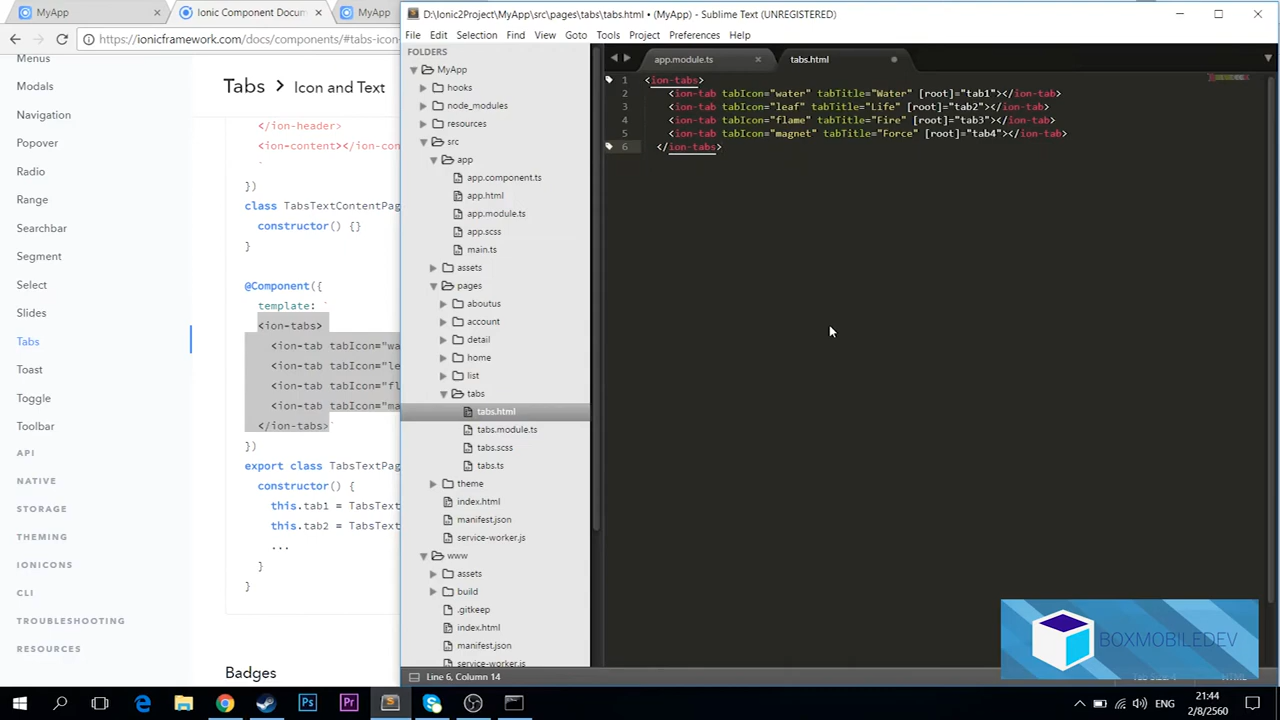 MyApp
Ionic Component Docum
MyApp
https://ionicframework.com/docs/components/#tabs-icon-
Menus
Modals
Navigation
Popover
Radio
Range
Searchbar
Segment
Select
Slides
Tabs
Toast
Toggle
Toolbar
API
NATIVE
STORAGE
THEMING
IONICONS
CLI
TROUBLESHOOTING
RESOURCES
Tabs > Icon and Text
</ion-header>
<ion-content></ion-con
`
})
class TabsTextContentPag
constructor() {}
}
@Component({
template: `
<ion-tabs>
<ion-tab tabIcon="wa
<ion-tab tabIcon="le
<ion-tab tabIcon="fl
<ion-tab tabIcon="ma
</ion-tabs>`
})
export class TabsTextPag
constructor() {
this.tab1 = TabsText
this.tab2 = TabsText
...
}
}
Badges
D:\Ionic2Project\MyApp\src\pages\tabs\tabs.html • (MyApp) - Sublime Text (UNREGISTERED)
File Edit Selection Find View Goto Tools Project Preferences Help
FOLDERS
MyApp
hooks
node_modules
resources
src
app
app.component.ts
app.html
app.module.ts
app.scss
main.ts
assets
pages
aboutus
account
detail
home
list
tabs
tabs.html
tabs.module.ts
tabs.scss
tabs.ts
theme
index.html
manifest.json
service-worker.js
www
assets
build
.gitkeep
index.html
manifest.json
service-worker.js
app.module.ts
tabs.html
1 <ion-tabs>
2 <ion-tab tabIcon="water" tabTitle="Water" [root]="tab1"></ion-tab>
3 <ion-tab tabIcon="leaf" tabTitle="Life" [root]="tab2"></ion-tab>
4 <ion-tab tabIcon="flame" tabTitle="Fire" [root]="tab3"></ion-tab>
5 <ion-tab tabIcon="magnet" tabTitle="Force" [root]="tab4"></ion-tab>
6 </ion-tabs>
BOXMOBILEDEV
Line 6, Column 14
21:44
2/8/2560